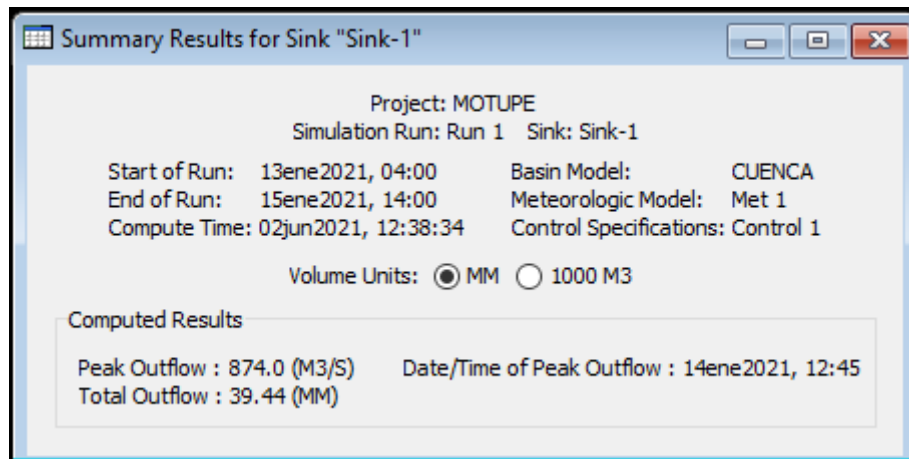 Summary Results for Sink "Sink-1"
Project: MOTUPE
Simulation Run: Run 1 Sink: Sink-1
Start of Run: 13ene2021, 04:00 Basin Model: CUENCA
End of Run: 15ene2021, 14:00 Meteorologic Model: Met 1
Compute Time: 02jun2021, 12:38:34 Control Specifications: Control 1
Volume Units: MM 1000 M3
Computed Results
Peak Outflow : 874.0 (M3/S) Date/Time of Peak Outflow : 14ene2021, 12:45
Total Outflow : 39.44 (MM)